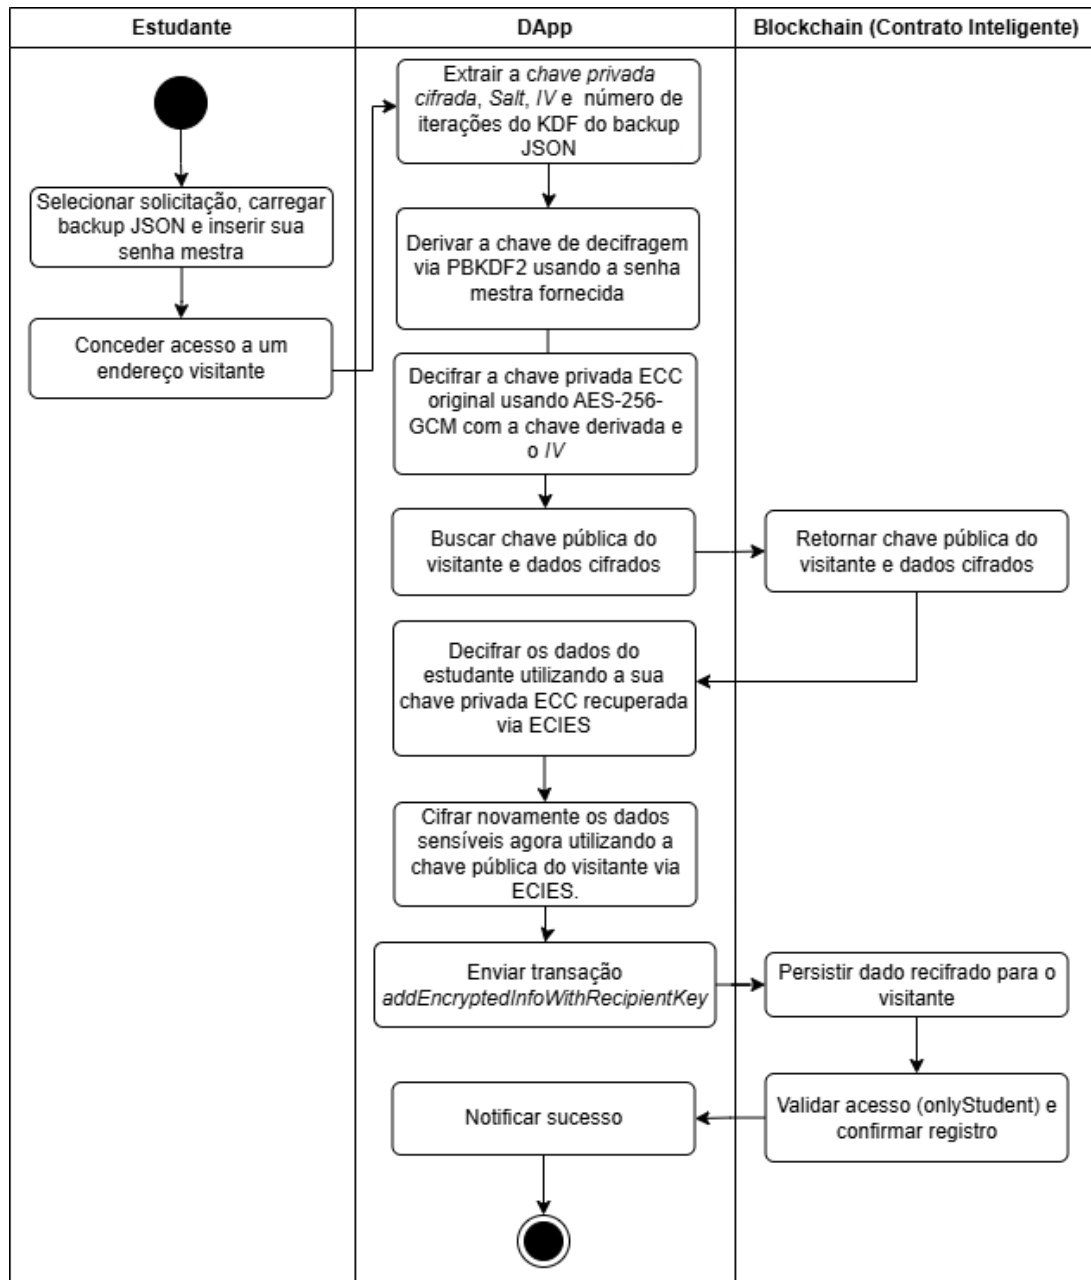 Estudante
DApp
Blockchain (Contrato Inteligente)
Selecionar solicitação, carregar
backup JSON e inserir sua
senha mestra
Conceder acesso a um
endereço visitante
Extrair a chave privada
cifrada, Salt, IV e número de
iterações do KDF do backup
JSON
Derivar a chave de decifragem
via PBKDF2 usando a senha
mestra fornecida
Decifrar a chave privada ECC
original usando AES-256-
GCM com a chave derivada e
o IV
Buscar chave pública do
visitante e dados cifrados
Retornar chave pública do
visitante e dados cifrados
Decifrar os dados do
estudante utilizando a sua
chave privada ECC recuperada
via ECIES
Cifrar novamente os dados
sensíveis agora utilizando a
chave pública do visitante via
ECIES.
Enviar transação
addEncryptedInfoWithRecipientKey
Persistir dado recifrado para o
visitante
Validar acesso (onlyStudent) e
confirmar registro
Notificar sucesso